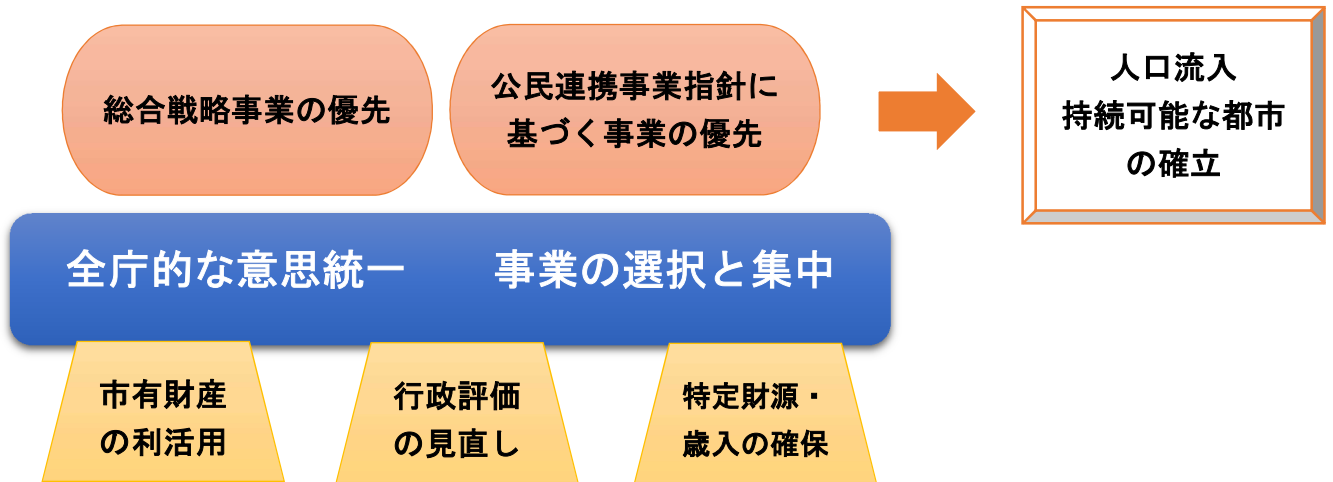 総合戦略事業の優先
公民連携事業指針に
基づく事業の優先
人口流入
持続可能な都市
の確立
全庁的な意思統一　　事業の選択と集中
市有財産
の利活用
行政評価
の見直し
特定財源・
歳入の確保